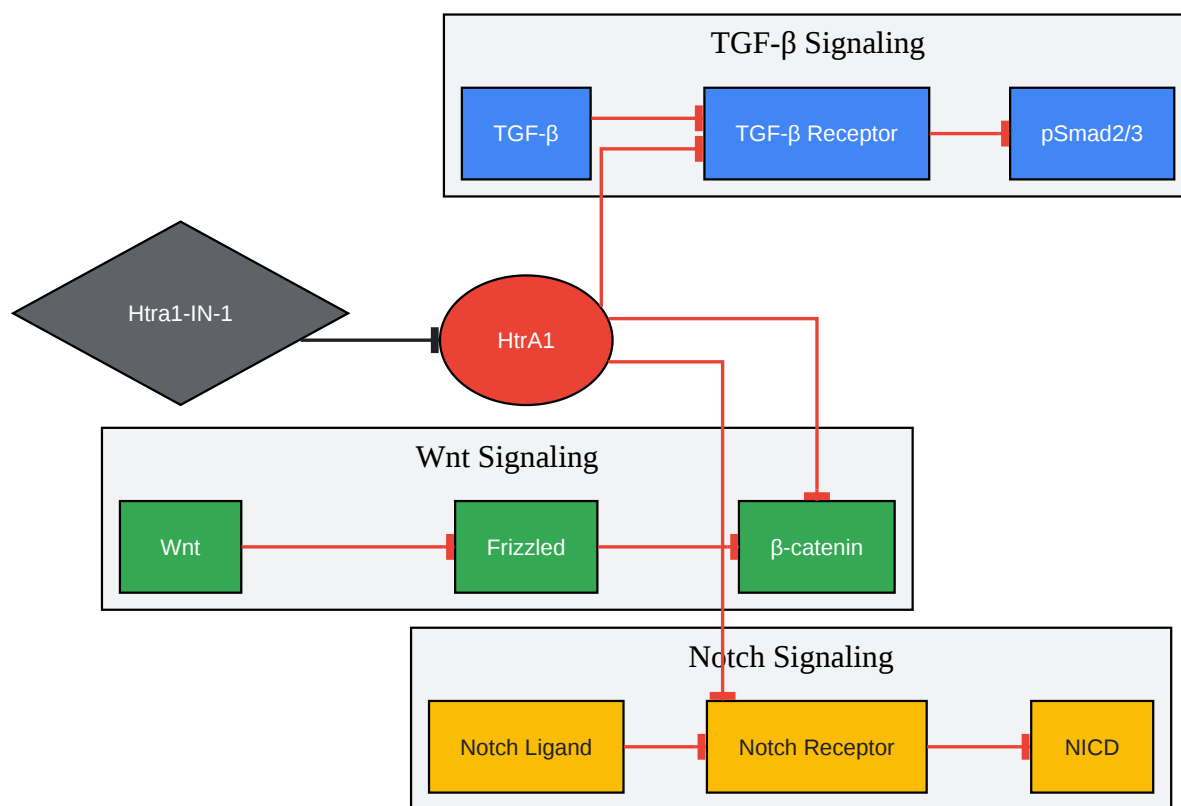 TGF-β Signaling
TGF-β
TGF-β Receptor
pSmad2/3
Htra1-IN-1
HtrA1
Wnt Signaling
Wnt
Frizzled
β-catenin
Notch Signaling
Notch Ligand
Notch Receptor
NICD